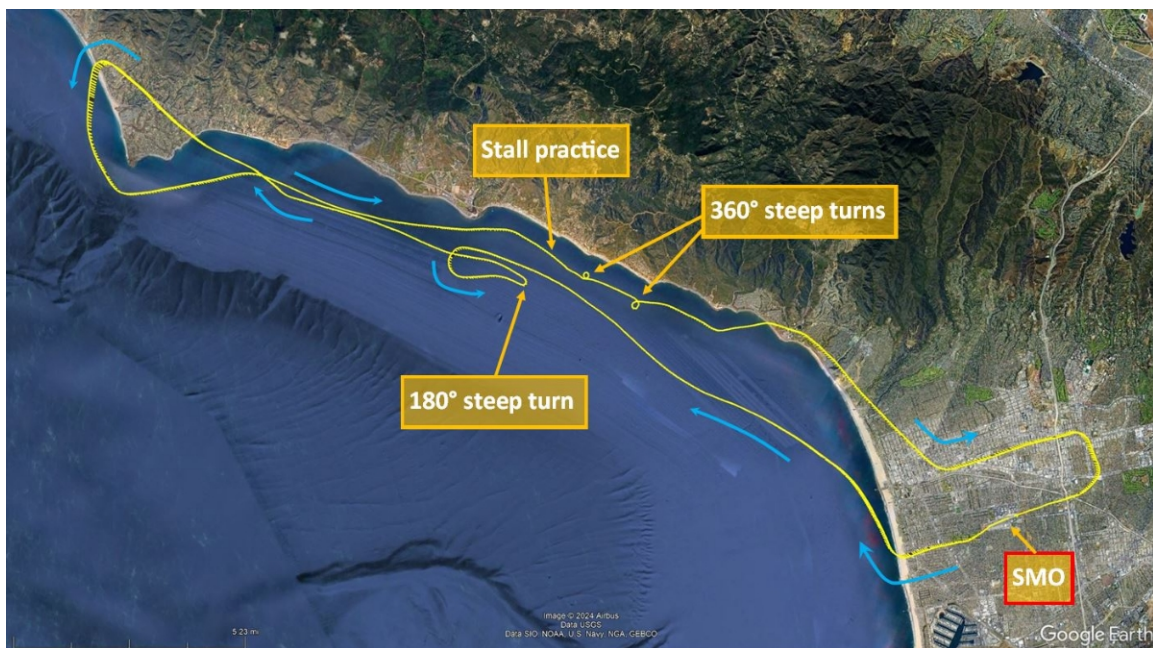 Stall practice
360° steep turns
180° steep turn
SMO
5.23 mi
Image © 2024 Airbus
Data USGS
Data SIO, NOAA, U.S. Navy, NGA, GEBCO
Google Earth